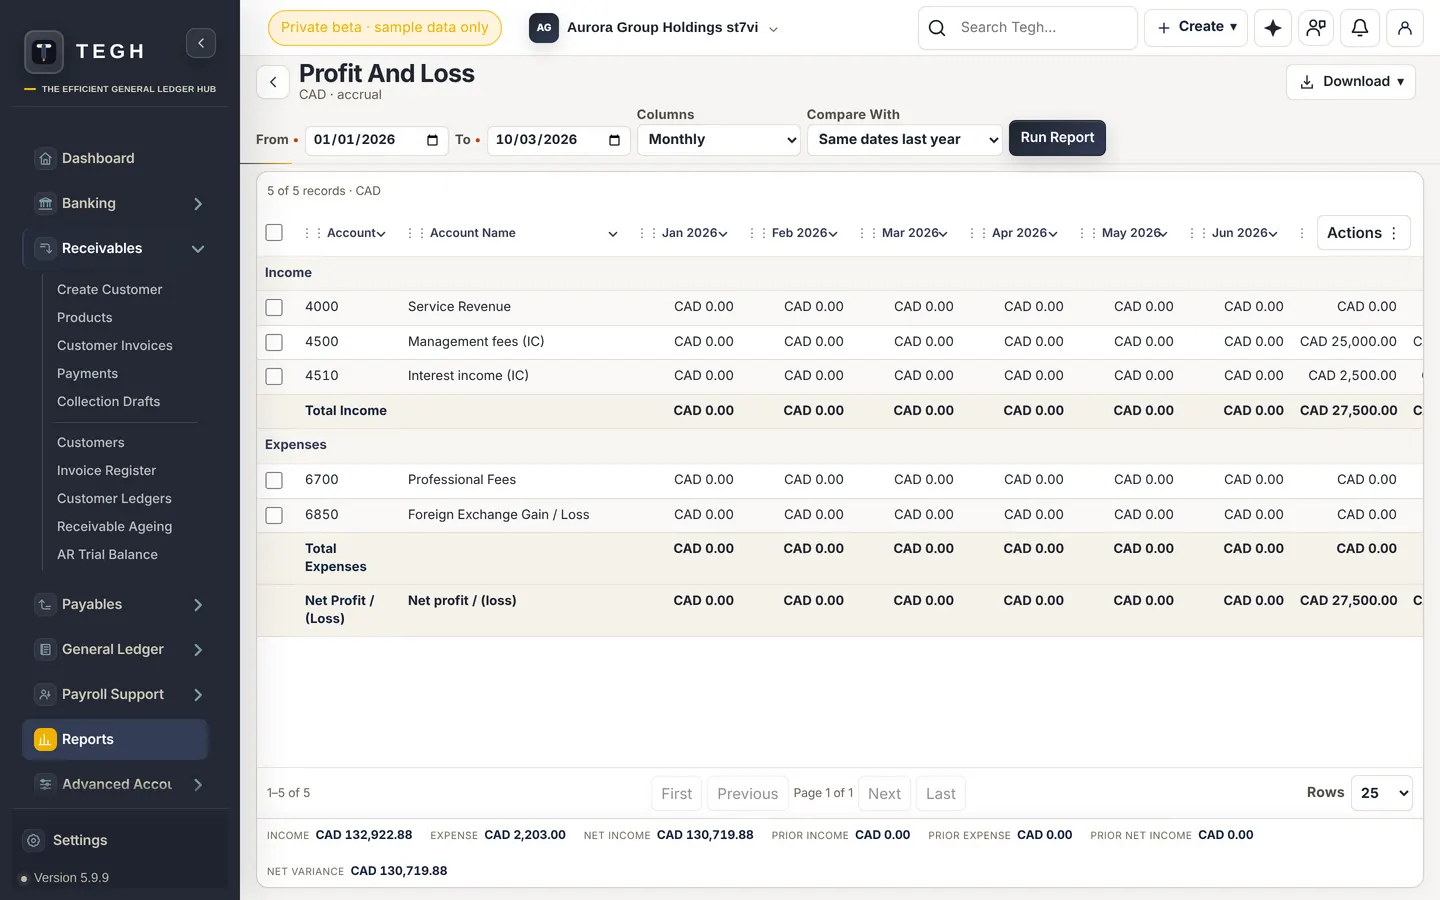 TEGH
THE EFFICIENT GENERAL LEDGER HUB
Dashboard
Banking
Receivables
Create Customer
Products
Customer Invoices
Payments
Collection Drafts
Customers
Invoice Register
Customer Ledgers
Receivable Ageing
AR Trial Balance
Payables
General Ledger
Payroll Support
Reports
Advanced Accou
Settings
Version 5.9.9
Private beta · sample data only
AG Aurora Group Holdings st7vi
Search Tegh...
+ Create ▾
Profit And Loss
CAD · accrual
Download ▾
From • 01/01/2026 To • 10/03/2026
Columns
Monthly
Compare With
Same dates last year
Run Report
5 of 5 records · CAD
Account Account Name Jan 2026 Feb 2026 Mar 2026 Apr 2026 May 2026 Jun 2026 Actions ⋮
Income
4000 Service Revenue CAD 0.00 CAD 0.00 CAD 0.00 CAD 0.00 CAD 0.00 CAD 0.00 CAD 0.00
4500 Management fees (IC) CAD 0.00 CAD 0.00 CAD 0.00 CAD 0.00 CAD 0.00 CAD 0.00 CAD 25,000.00 C
4510 Interest income (IC) CAD 0.00 CAD 0.00 CAD 0.00 CAD 0.00 CAD 0.00 CAD 0.00 CAD 2,500.00
Total Income CAD 0.00 CAD 0.00 CAD 0.00 CAD 0.00 CAD 0.00 CAD 0.00 CAD 27,500.00 C
Expenses
6700 Professional Fees CAD 0.00 CAD 0.00 CAD 0.00 CAD 0.00 CAD 0.00 CAD 0.00 CAD 0.00
6850 Foreign Exchange Gain / Loss CAD 0.00 CAD 0.00 CAD 0.00 CAD 0.00 CAD 0.00 CAD 0.00 CAD 0.00
Total Expenses CAD 0.00 CAD 0.00 CAD 0.00 CAD 0.00 CAD 0.00 CAD 0.00 CAD 0.00
Net Profit / (Loss) Net profit / (loss) CAD 0.00 CAD 0.00 CAD 0.00 CAD 0.00 CAD 0.00 CAD 0.00 CAD 27,500.00 C
1–5 of 5 First Previous Page 1 of 1 Next Last Rows 25
INCOME CAD 132,922.88 EXPENSE CAD 2,203.00 NET INCOME CAD 130,719.88 PRIOR INCOME CAD 0.00 PRIOR EXPENSE CAD 0.00 PRIOR NET INCOME CAD 0.00
NET VARIANCE CAD 130,719.88